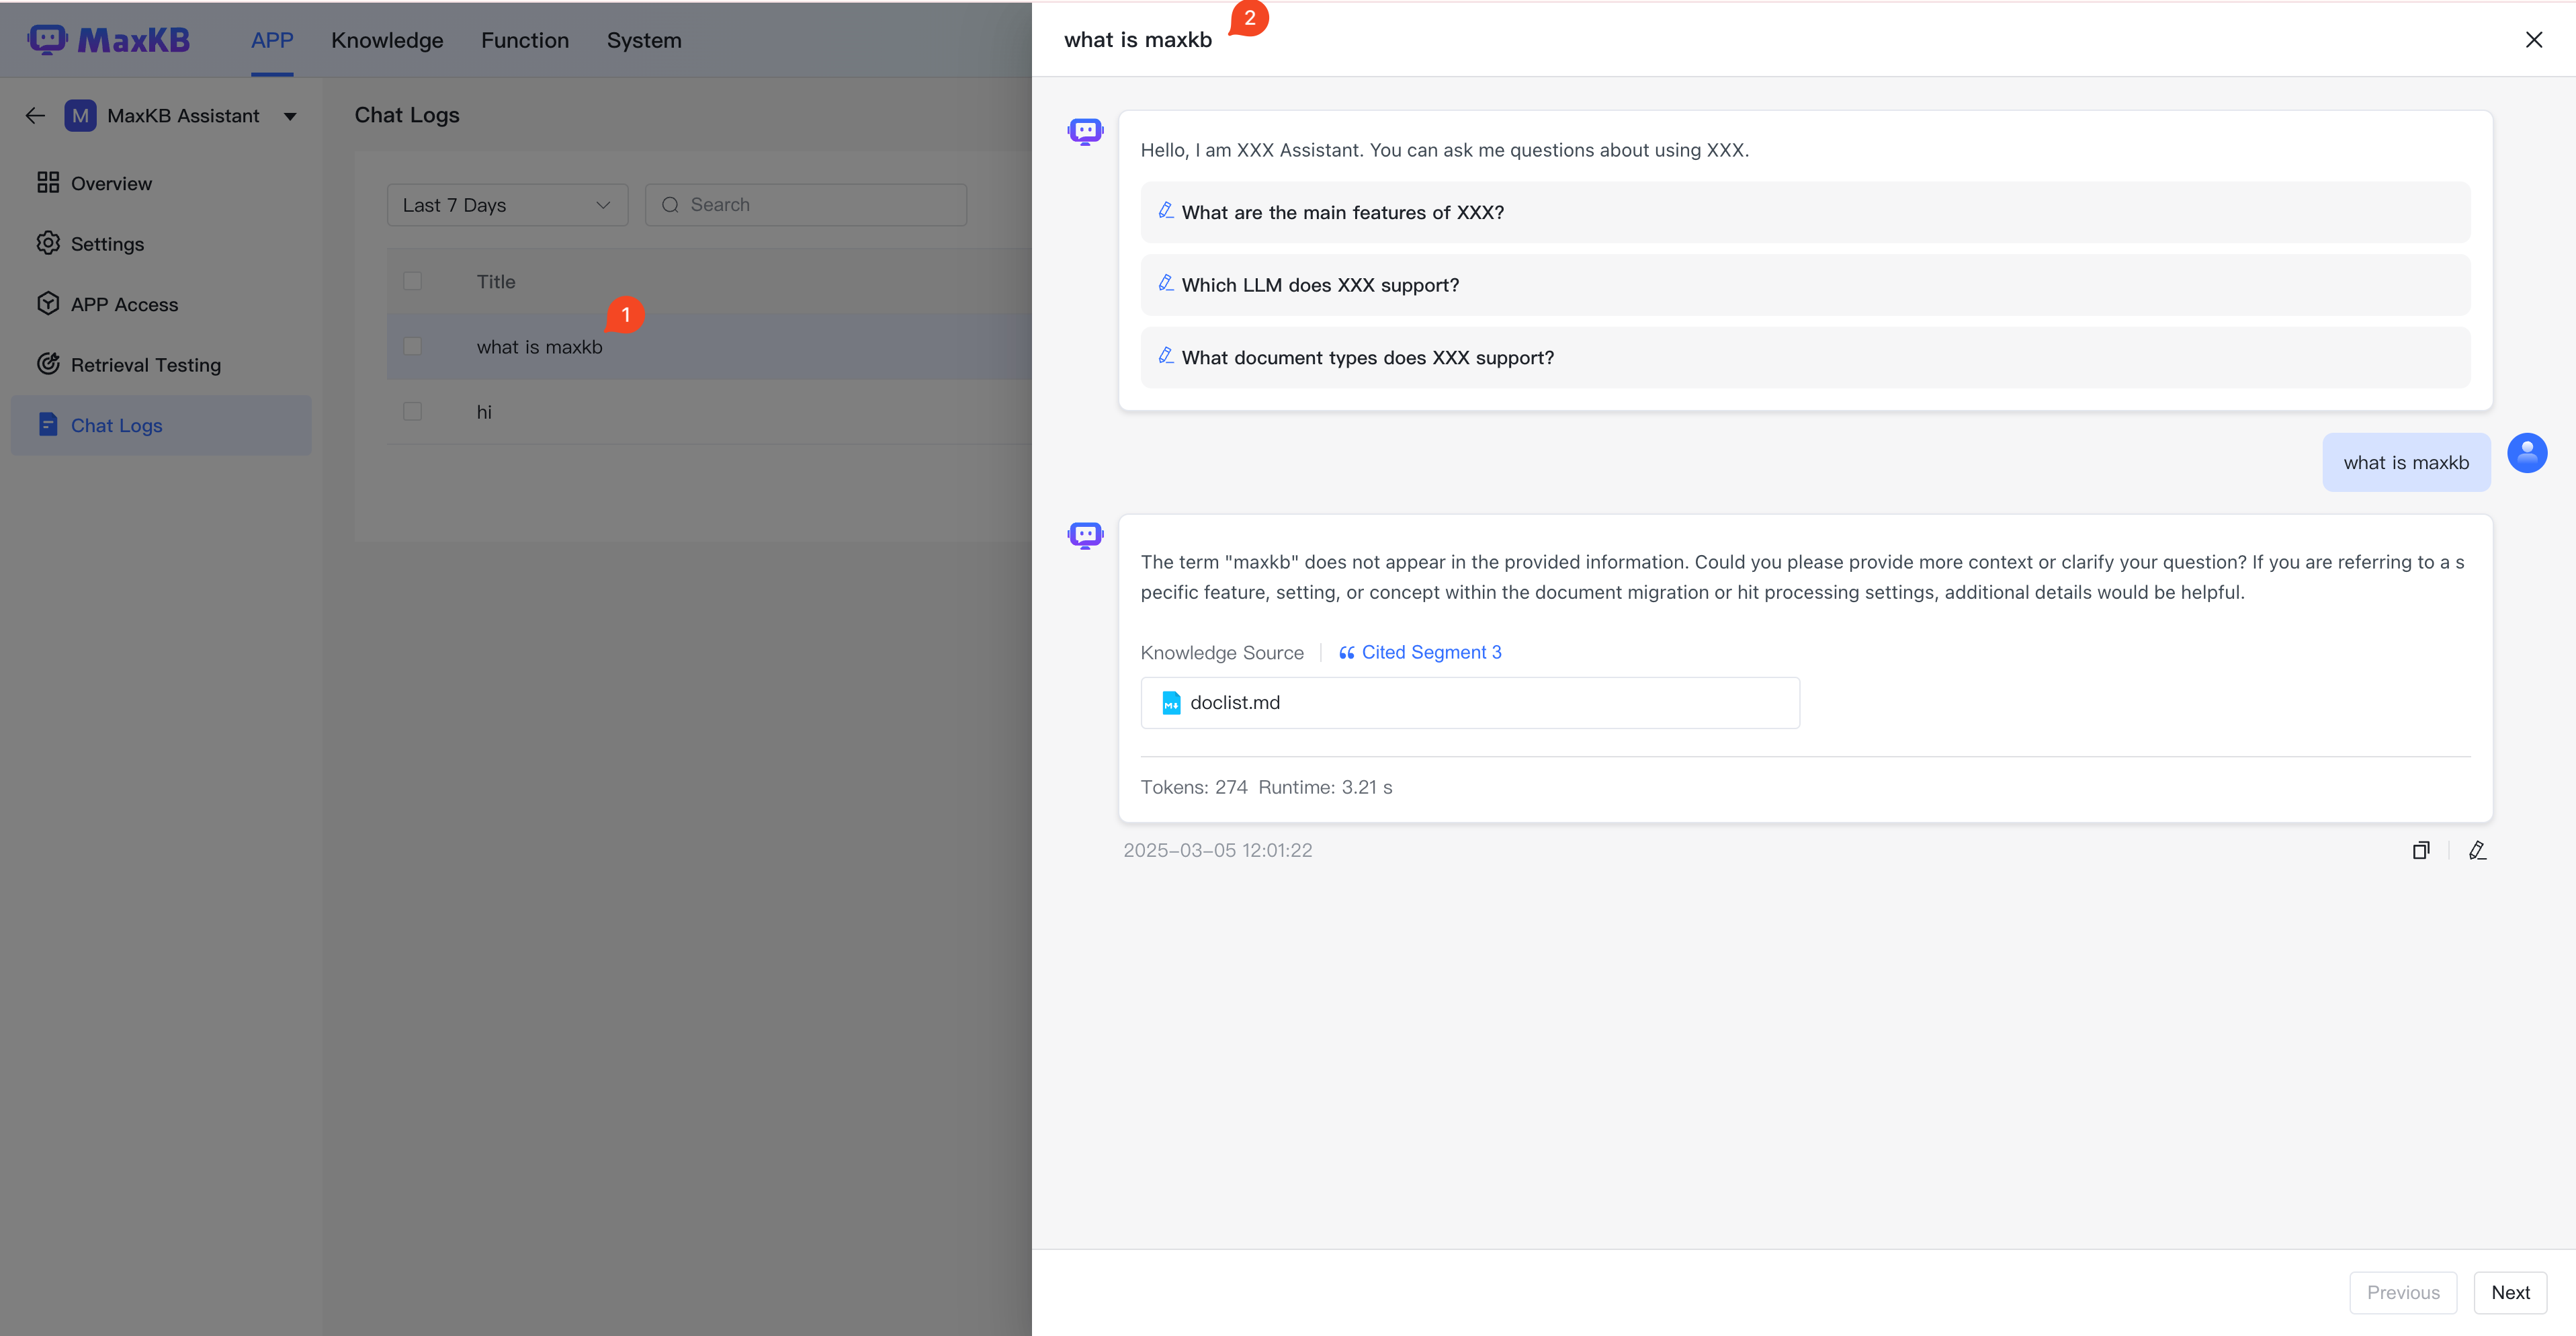 MaxKB
APP
Knowledge
Function
System
M
MaxKB Assistant
Overview
Settings
APP Access
Retrieval Testing
Chat Logs
Chat Logs
Last 7 Days
Search
Title
1
what is maxkb
hi
2
what is maxkb
Hello, I am XXX Assistant. You can ask me questions about using XXX.
What are the main features of XXX?
Which LLM does XXX support?
What document types does XXX support?
what is maxkb
The term "maxkb" does not appear in the provided information. Could you please provide more context or clarify your question? If you are referring to a s
pecific feature, setting, or concept within the document migration or hit processing settings, additional details would be helpful.
Knowledge Source
Cited Segment 3
doclist.md
Tokens: 274 Runtime: 3.21 s
2025-03-05 12:01:22
Previous
Next